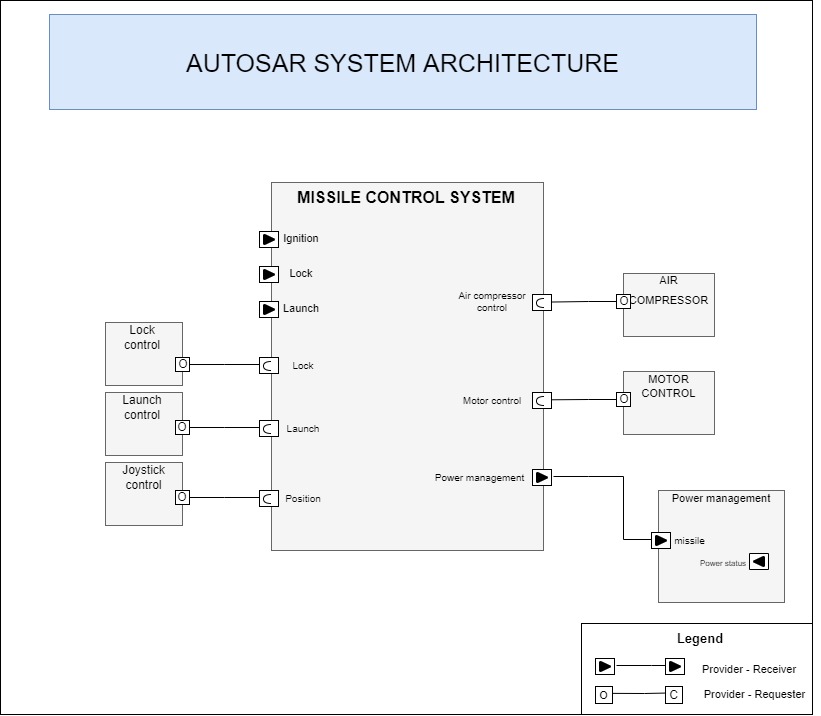 AUTOSAR SYSTEM ARCHITECTURE
MISSILE CONTROL SYSTEM
Ignition
Lock
Launch
Lock
Launch
Position
Lock
control
O
C
Launch
control
O
C
Joystick
control
O
C
Air compressor
control
C
O
AIR
COMPRESSOR
Motor control
C
O
MOTOR
CONTROL
Power management
Power management
missile
Power status
Legend
Provider - Receiver
O
C
Provider - Requester